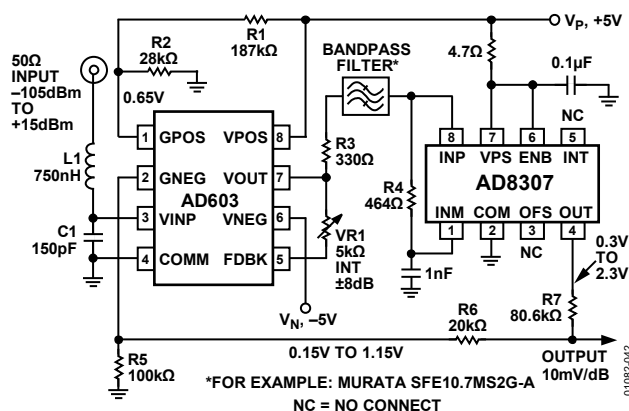 VP, +5V
R1
187kΩ
R2
28kΩ
50Ω
INPUT
–105dBm
TO
+15dBm
0.65V
BANDPASS
FILTER*
4.7Ω
0.1µF
NC
1 GPOS VPOS 8
2 GNEG VOUT 7
AD603
3 VINP VNEG 6
4 COMM FDBK 5
L1
750nH
C1
150pF
R3
330Ω
VR1
5kΩ
INT
±8dB
VN, –5V
R4
464Ω
8 7 6 5
INP VPS ENB INT
AD8307
INM COM OFS OUT
1 2 3 4
NC
1nF
0.3V
TO
2.3V
R7
80.6kΩ
R6
20kΩ
R5
100kΩ
0.15V TO 1.15V
OUTPUT
10mV/dB
*FOR EXAMPLE: MURATA SFE10.7MS2G-A
NC = NO CONNECT
01082-042